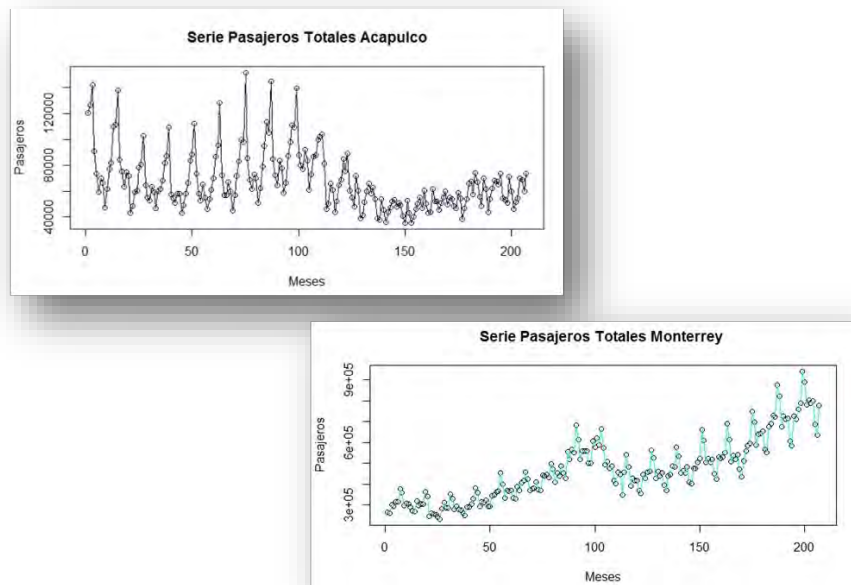 Serie Pasajeros Totales Acapulco
Pasajeros
120000
80000
40000
0 50 100 150 200
Meses
Serie Pasajeros Totales Monterrey
Pasajeros
9e+05
6e+05
3e+05
0 50 100 150 200
Meses